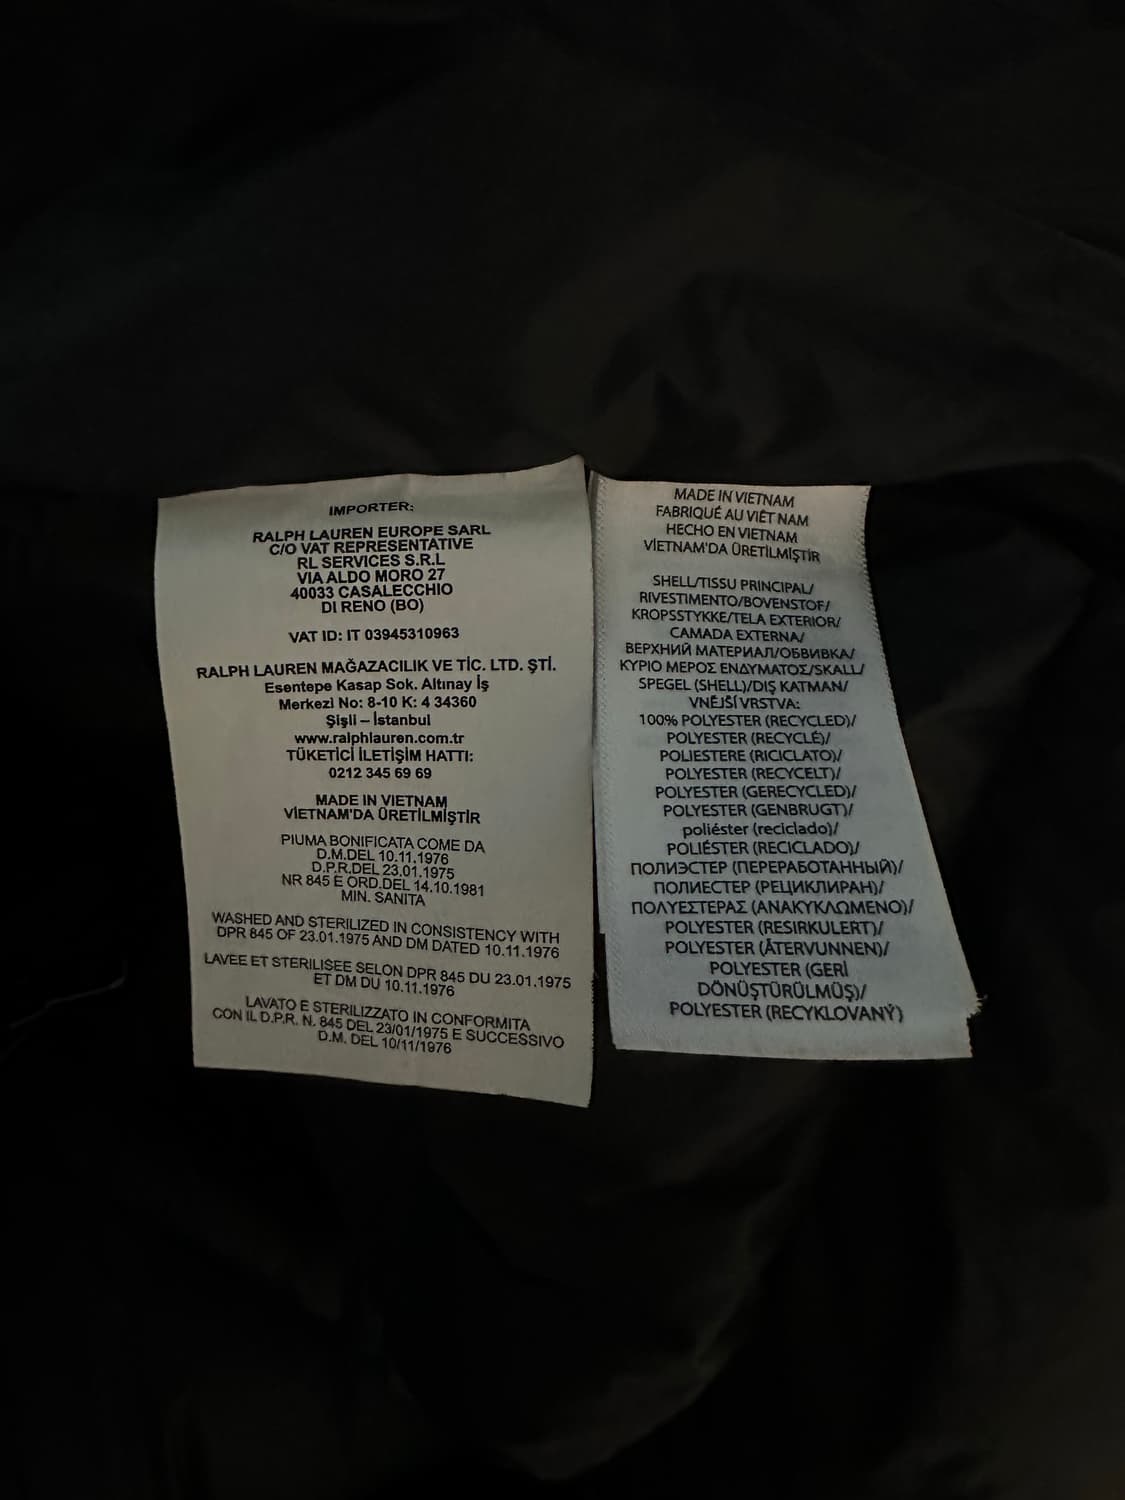 IMPORTER:
RALPH LAUREN EUROPE SARL
C/O VAT REPRESENTATIVE
RL SERVICES S.R.L
VIA ALDO MORO 27
40033 CASALECCHIO
DI RENO (BO)
VAT ID: IT 03945310963
RALPH LAUREN MAĞAZACILIK VE TİC. LTD. ŞTİ.
Esentepe Kasap Sok. Altınay İş
Merkezi No: 8-10 K: 4 34360
Şişli – İstanbul
www.ralphlauren.com.tr
TÜKETİCİ İLETİŞİM HATTI:
0212 345 69 69
MADE IN VIETNAM
VİETNAM'DA ÜRETİLMİŞTİR
PIUMA BONIFICATA COME DA
D.M.DEL 10.11.1976
D.P.R.DEL 23.01.1975
NR 845 E ORD.DEL 14.10.1981
MIN. SANITA
WASHED AND STERILIZED IN CONSISTENCY WITH
DPR 845 OF 23.01.1975 AND DM DATED 10.11.1976
LAVEE ET STERILISEE SELON DPR 845 DU 23.01.1975
ET DM DU 10.11.1976
LAVATO E STERILIZZATO IN CONFORMITA
CON IL D.P.R. N. 845 DEL 23/01/1975 E SUCCESSIVO
D.M. DEL 10/11/1976
MADE IN VIETNAM
FABRIQUÉ AU VIÊT NAM
HECHO EN VIETNAM
VİETNAM'DA ÜRETİLMİŞTİR
SHELL/TISSU PRINCIPAL/
RIVESTIMENTO/BOVENSTOF/
KROPSSTYKKE/TELA EXTERIOR/
CAMADA EXTERNA/
ВЕРХНИЙ МАТЕРИАЛ/ОБВИВКА/
ΚΥΡΙΟ ΜΕΡΟΣ ΕΝΔΥΜΑΤΟΣ/SKALL/
SPEGEL (SHELL)/DIŞ KATMAN/
VNĚJŠÍ VRSTVA:
100% POLYESTER (RECYCLED)/
POLYESTER (RECYCLÉ)/
POLIESTERE (RICICLATO)/
POLYESTER (RECYCELT)/
POLYESTER (GERECYCLED)/
POLYESTER (GENBRUGT)/
poliéster (reciclado)/
POLIÉSTER (RECICLADO)/
ПОЛИЭСТЕР (ПЕРЕРАБОТАННЫЙ)/
ПОЛИЕСТЕР (РЕЦИКЛИРАН)/
ΠΟΛΥΕΣΤΕΡΑΣ (ΑΝΑΚΥΚΛΩΜΕΝΟ)/
POLYESTER (RESIRKULERT)/
POLYESTER (ÅTERVUNNEN)/
POLYESTER (GERİ
DÖNÜŞTÜRÜLMÜŞ)/
POLYESTER (RECYKLOVANÝ)